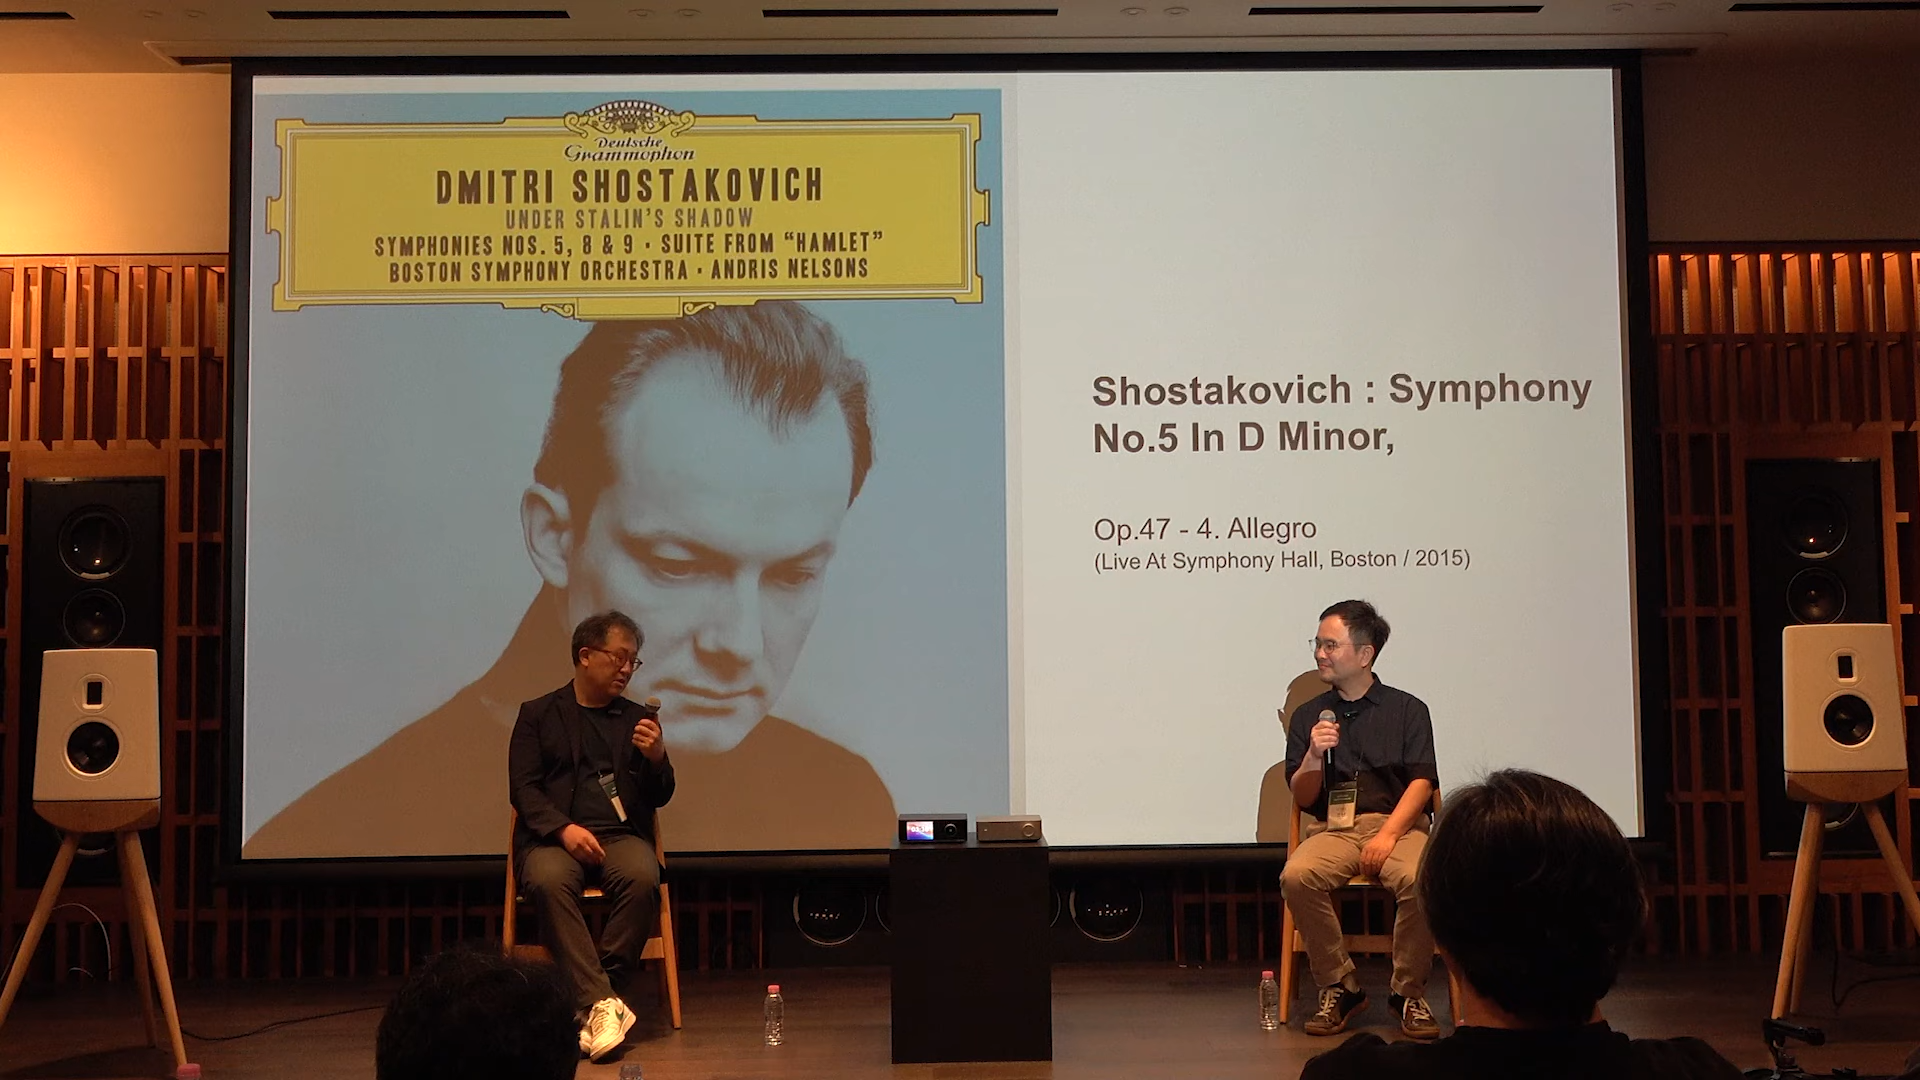 Deutsche
Grammophon
DMITRI SHOSTAKOVICH
UNDER STALIN'S SHADOW
SYMPHONIES NOS. 5, 8 & 9 · SUITE FROM "HAMLET"
BOSTON SYMPHONY ORCHESTRA · ANDRIS NELSONS
Shostakovich : Symphony
No.5 In D Minor,
Op.47 - 4. Allegro
(Live At Symphony Hall, Boston / 2015)